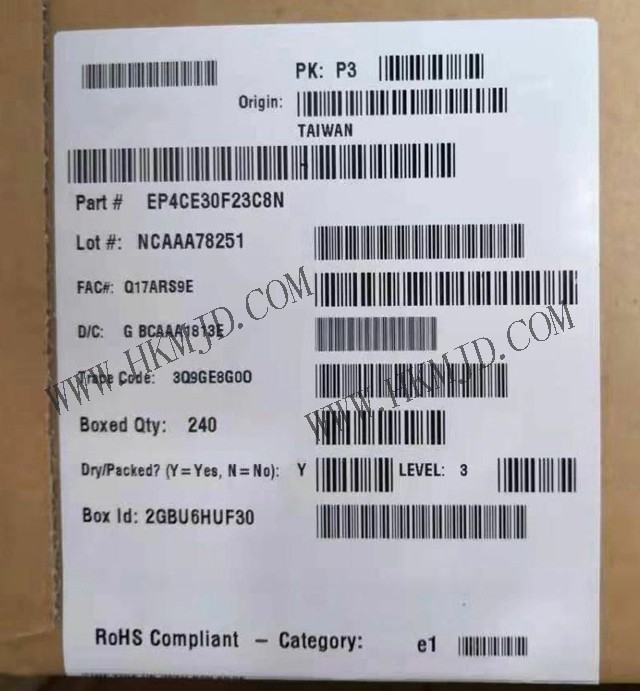 PK: P3
Origin:
TAIWAN
Part # EP4CE30F23C8N
Lot #: NCAAA78251
FAC#: Q17ARS9E
D/C: G BCAAA1813E
Code: 3Q9GE8G00
Boxed Qty: 240
Dry/Packed? (Y=Yes, N=No): Y LEVEL: 3
Box Id: 2GBU6HUF30
RoHS Compliant – Category: e1
WWW.HKMJD.COM
WWW.HKMJD.COM